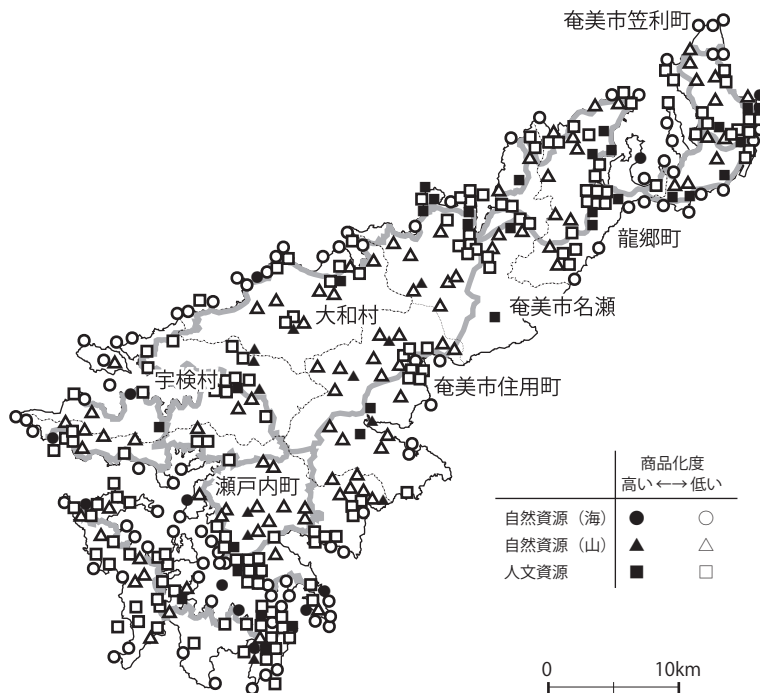 奄美市笠利町
龍郷町
奄美市名瀬
大和村
宇検村
奄美市住用町
瀬戸内町
商品化度
高い ←→ 低い
自然資源（海）
自然資源（山）
人文資源
0 10km